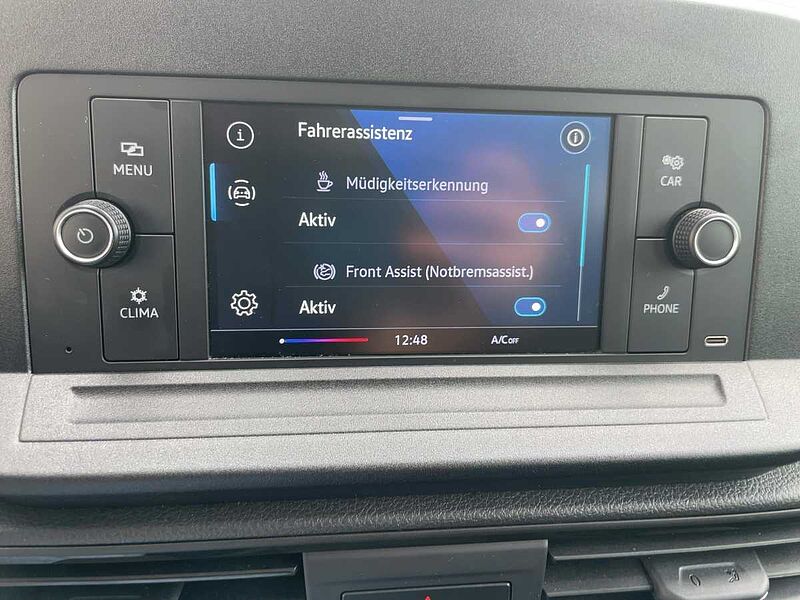 MENU
CLIMA
Fahrerassistenz
Müdigkeitserkennung
Aktiv
Front Assist (Notbremsassist.)
Aktiv
12:48
A/C OFF
CAR
PHONE